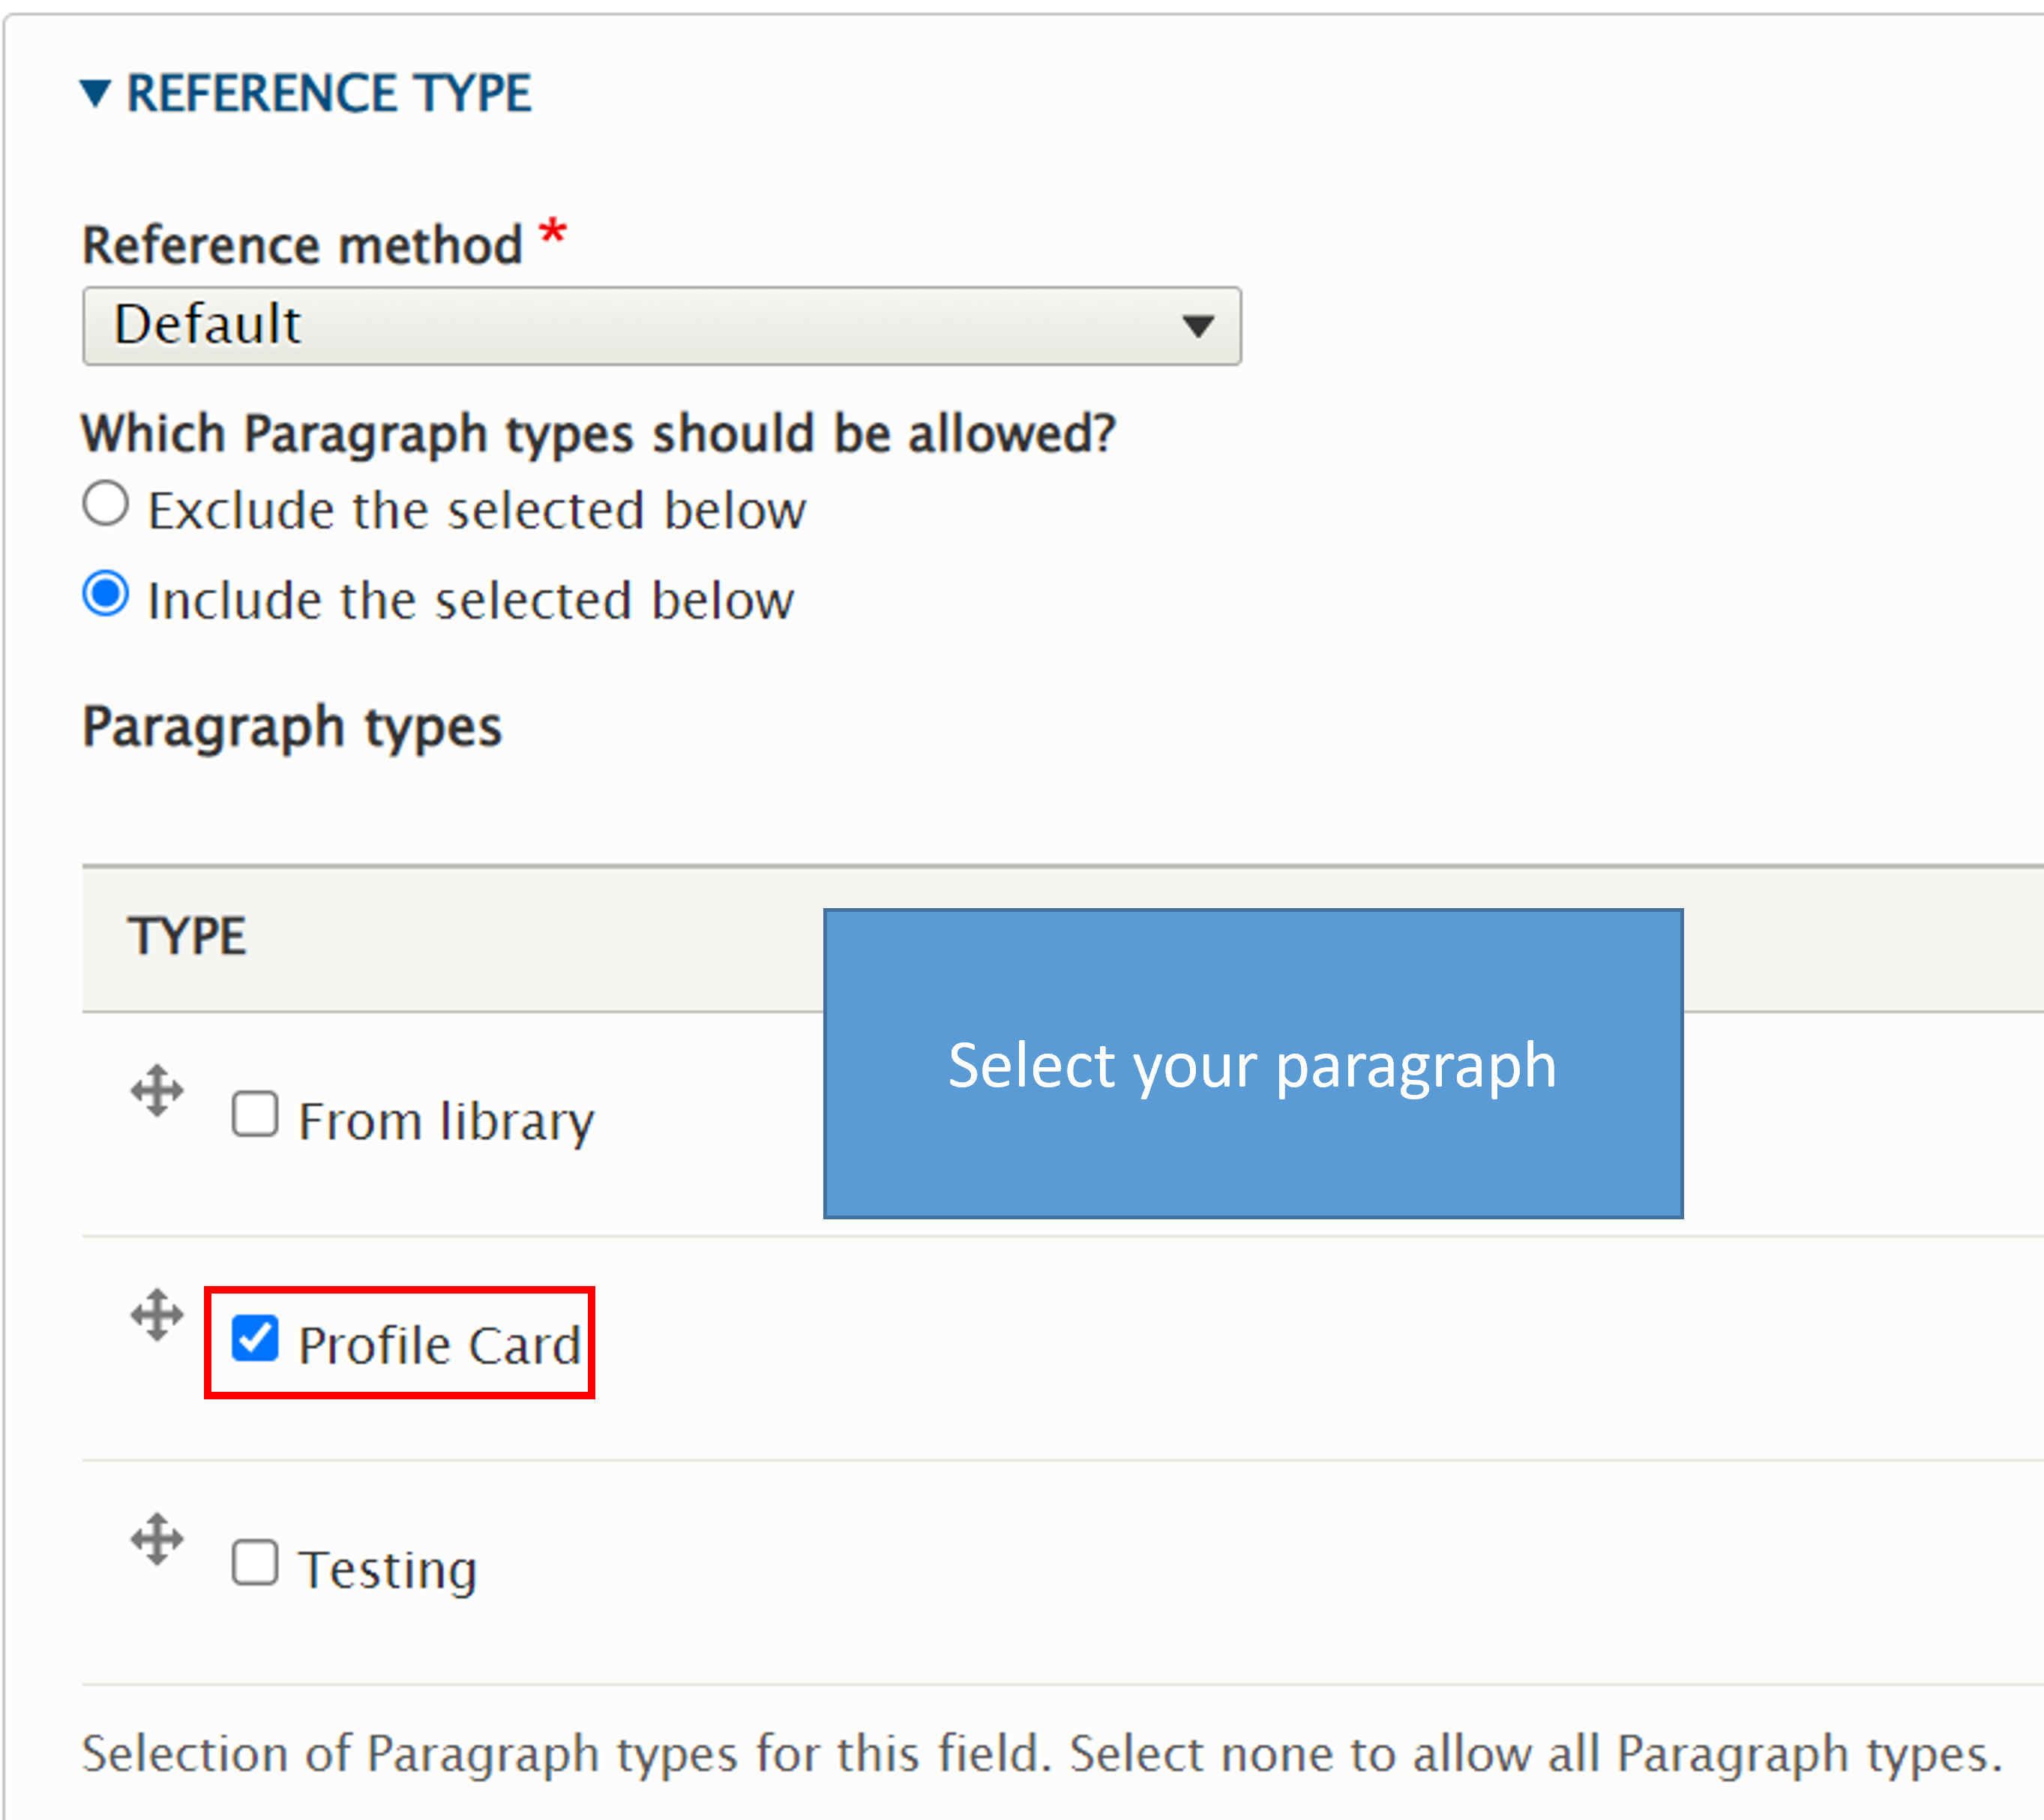 REFERENCE TYPE
Reference method *
Default
Which Paragraph types should be allowed?
Exclude the selected below
Include the selected below
Paragraph types
TYPE
Select your paragraph
From library
Profile Card
Testing
Selection of Paragraph types for this field. Select none to allow all Paragraph types.